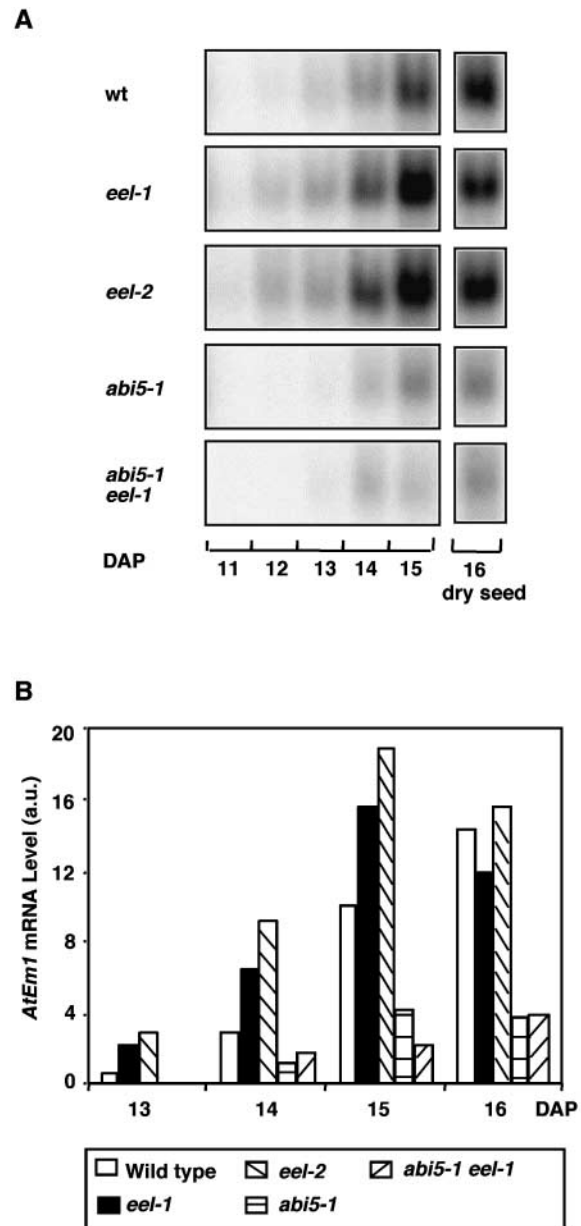 A
wt
eel-1
eel-2
abi5-1
abi5-1
eel-1
DAP 11 12 13 14 15 16
dry seed
B
20
16
12
8
4
0
AtEm1 mRNA Level (a.u.)
13 14 15 16 DAP
Wild type eel-2 abi5-1 eel-1
eel-1 abi5-1